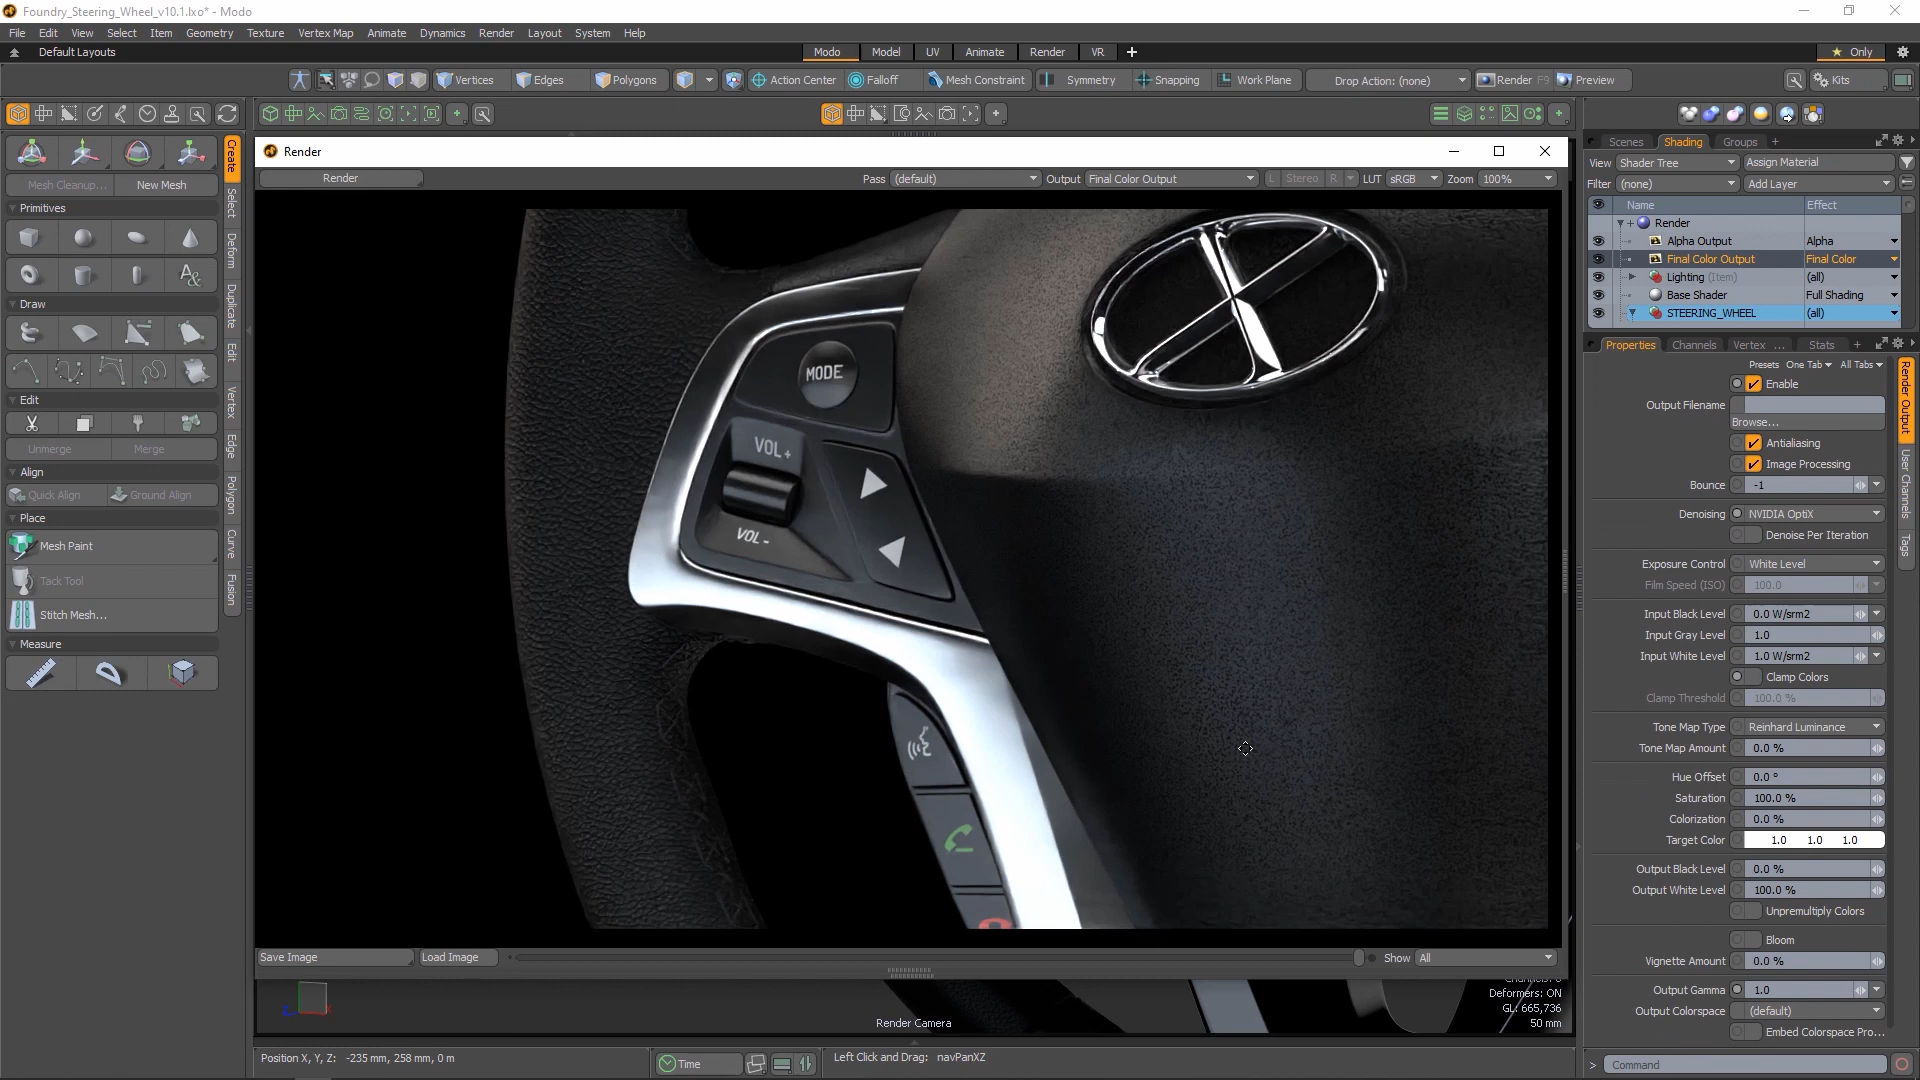 Foundry_Steering_Wheel_v10.1.lxo* - Modo
File Edit View Select Item Geometry Texture Vertex Map Animate Dynamics Render Layout System Help
Default Layouts
Modo Model UV Animate Render VR
Only
Vertices Edges Polygons Action Center Falloff Mesh Constraint Symmetry Snapping Work Plane Drop Action: (none) Render F9 Preview Kits
Mesh Cleanup... New Mesh
Primitives
Draw
Edit
Unmerge Merge
Align
Quick Align Ground Align
Place
Mesh Paint
Tack Tool
Stitch Mesh...
Measure
Create
Select
Deform
Duplicate
Edit
Vertex
Edge
Polygon
Curve
Fusion
Render
Render Pass (default) Output Final Color Output L Stereo R LUT sRGB Zoom 100%
MODE
VOL+
VOL-
Save Image Load Image Show All
Deformers: ON
GL: 665,736
50 mm
Render Camera
Position X, Y, Z: -235 mm, 258 mm, 0 m
Time
Left Click and Drag: navPanXZ
Scenes Shading Groups +
View Shader Tree Assign Material
Filter (none) Add Layer
Name Effect
Render
Alpha Output Alpha
Final Color Output Final Color
Lighting (Item) (all)
Base Shader Full Shading
STEERING_WHEEL (all)
Properties Channels Vertex ... Stats +
Presets One Tab All Tabs
Enable
Output Filename
Browse...
Antialiasing
Image Processing
Bounce -1
Denoising NVIDIA OptiX
Denoise Per Iteration
Exposure Control White Level
Film Speed (ISO) 100.0
Input Black Level 0.0 W/srm2
Input Gray Level 1.0
Input White Level 1.0 W/srm2
Clamp Colors
Clamp Threshold 100.0 %
Tone Map Type Reinhard Luminance
Tone Map Amount 0.0 %
Hue Offset 0.0 °
Saturation 100.0 %
Colorization 0.0 %
Target Color 1.0 1.0 1.0
Output Black Level 0.0 %
Output White Level 100.0 %
Unpremultiply Colors
Bloom
Vignette Amount 0.0 %
Output Gamma 1.0
Output Colorspace (default)
Embed Colorspace Pro...
Render Output
User Channels
Tags
Command